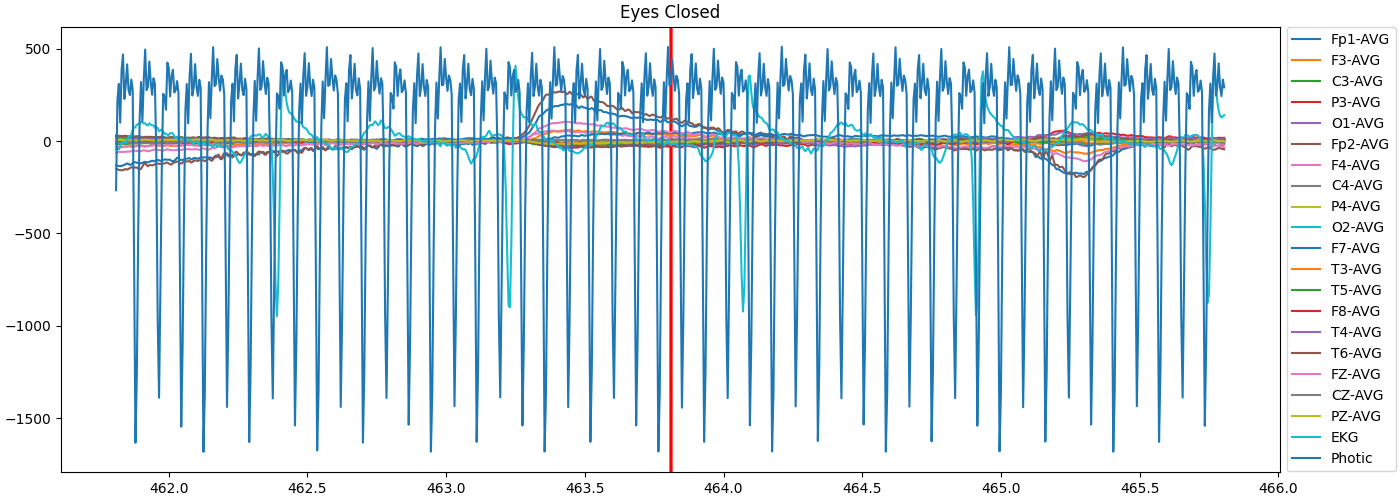 Eyes Closed
500
0
−500
−1000
−1500
462.0 462.5 463.0 463.5 464.0 464.5 465.0 465.5 466.0
Fp1-AVG
F3-AVG
C3-AVG
P3-AVG
O1-AVG
Fp2-AVG
F4-AVG
C4-AVG
P4-AVG
O2-AVG
F7-AVG
T3-AVG
T5-AVG
F8-AVG
T4-AVG
T6-AVG
FZ-AVG
CZ-AVG
PZ-AVG
EKG
Photic